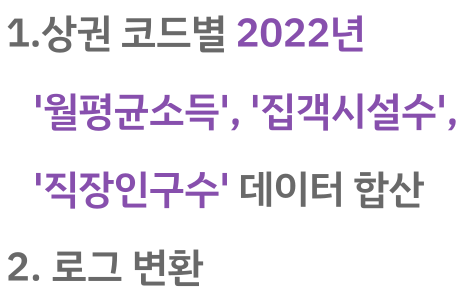 1.상권 코드별 2022년
'월평균소득', '집객시설수',
'직장인구수' 데이터 합산
2. 로그 변환